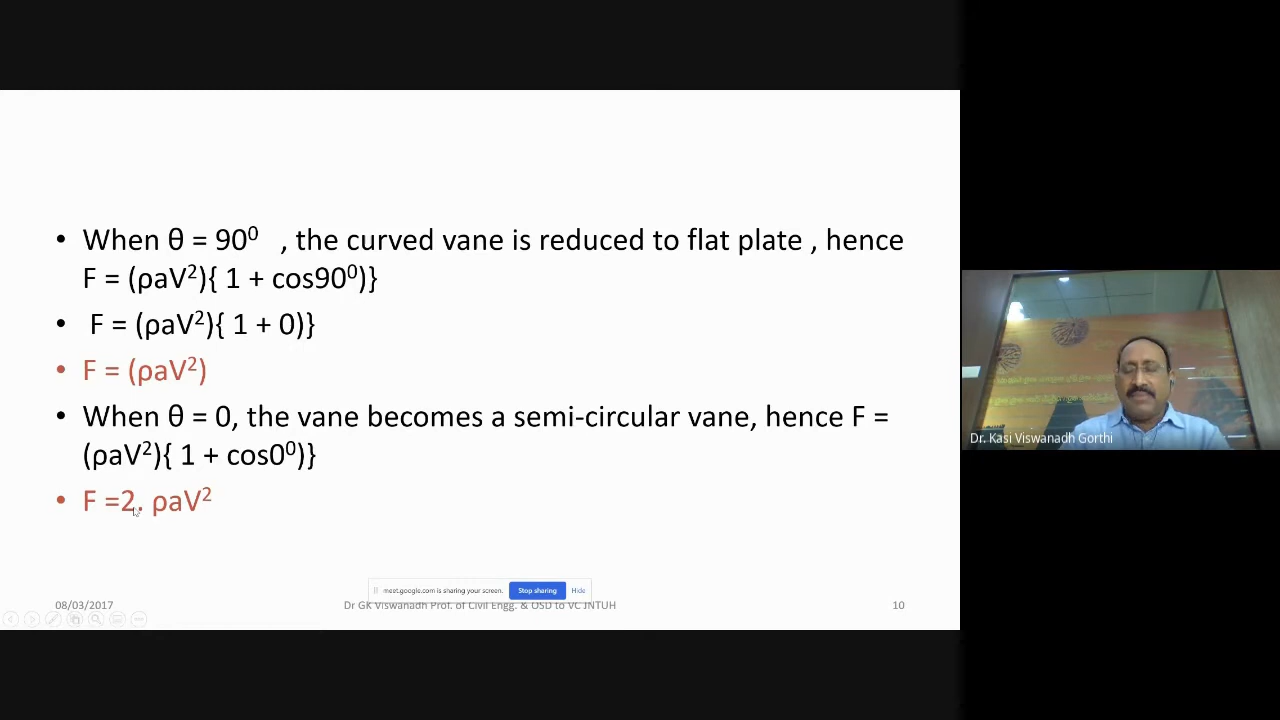 • When θ = 90⁰ , the curved vane is reduced to flat plate , hence
F = (ρaV²){ 1 + cos90⁰)}
• F = (ρaV²){ 1 + 0)}
• F = (ρaV²)
• When θ = 0, the vane becomes a semi-circular vane, hence F =
(ρaV²){ 1 + cos0⁰)}
• F =2. ρaV²
Dr. Kasi Viswanadh Gorthi
meet.google.com is sharing your screen.
Stop sharing
Hide
08/03/2017
Dr GK Viswanadh Prof. of Civil Engg. & OSD to VC JNTUH
10